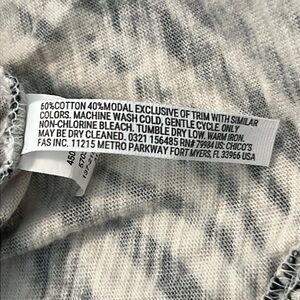 60%COTTON 40%MODAL EXCLUSIVE OF TRIM WITH SIMILAR
COLORS. MACHINE WASH COLD, GENTLE CYCLE. ONLY
NON-CHLORINE BLEACH. TUMBLE DRY LOW. WARM IRON.
MAY BE DRY CLEANED. 0321 156485 RN# 79984 US: CHICO'S
FAS INC. 11215 METRO PARKWAY FORT MYERS, FL 33966 USA